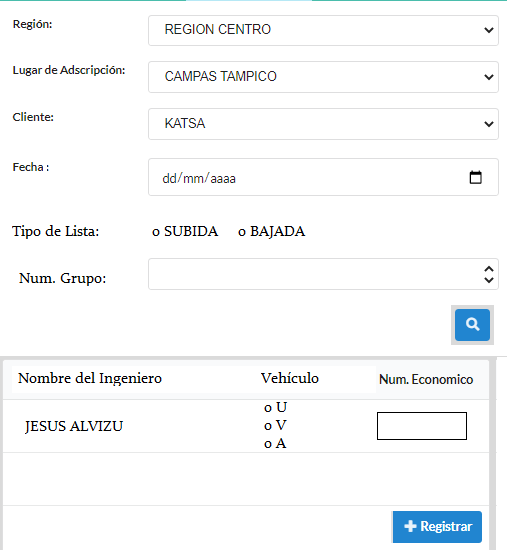 Región:
REGION CENTRO
Lugar de Adscripción:
CAMPAS TAMPICO
Cliente:
KATSA
Fecha :
dd/mm/aaaa
Tipo de Lista: o SUBIDA o BAJADA
Num. Grupo:
Nombre del Ingeniero Vehículo Num. Economico
JESUS ALVIZU
o U
o V
o A
Registrar